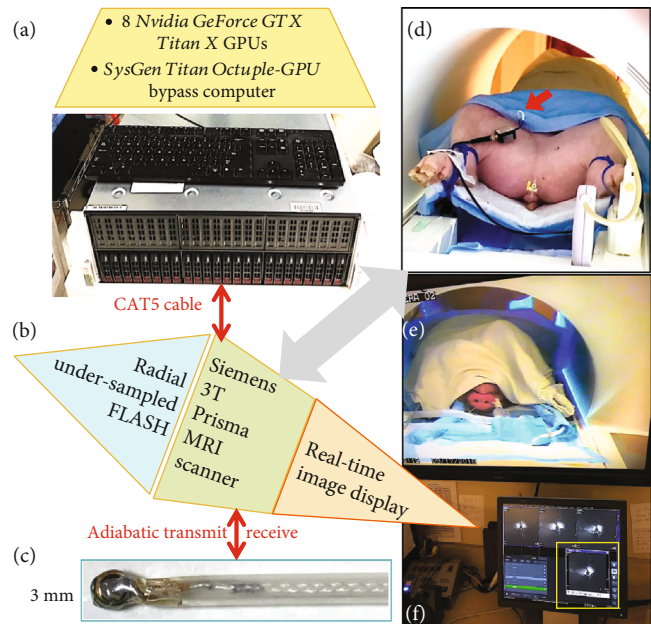 (a)
• 8 Nvidia GeForce GTX
Titan X GPUs
• SysGen Titan Octuple-GPU
bypass computer
CAT5 cable
(b)
Radial
under-sampled
FLASH
Siemens
3T
Prisma
MRI
scanner
Real-time
image display
Adiabatic transmit
receive
(c)
3 mm
(d)
(e)
(f)